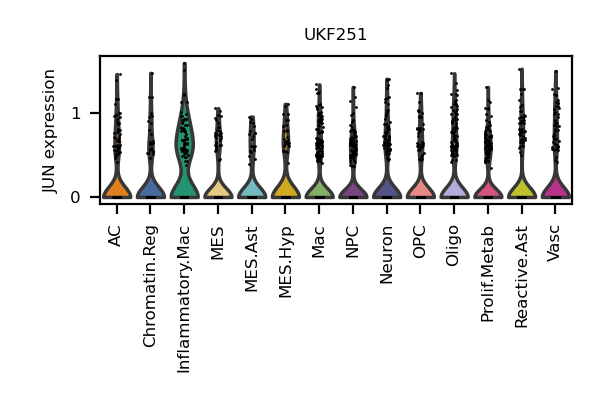 UKF251
JUN expression
1
0
AC
Chromatin.Reg
Inflammatory.Mac
MES
MES.Ast
MES.Hyp
Mac
NPC
Neuron
OPC
Oligo
Prolif.Metab
Reactive.Ast
Vasc